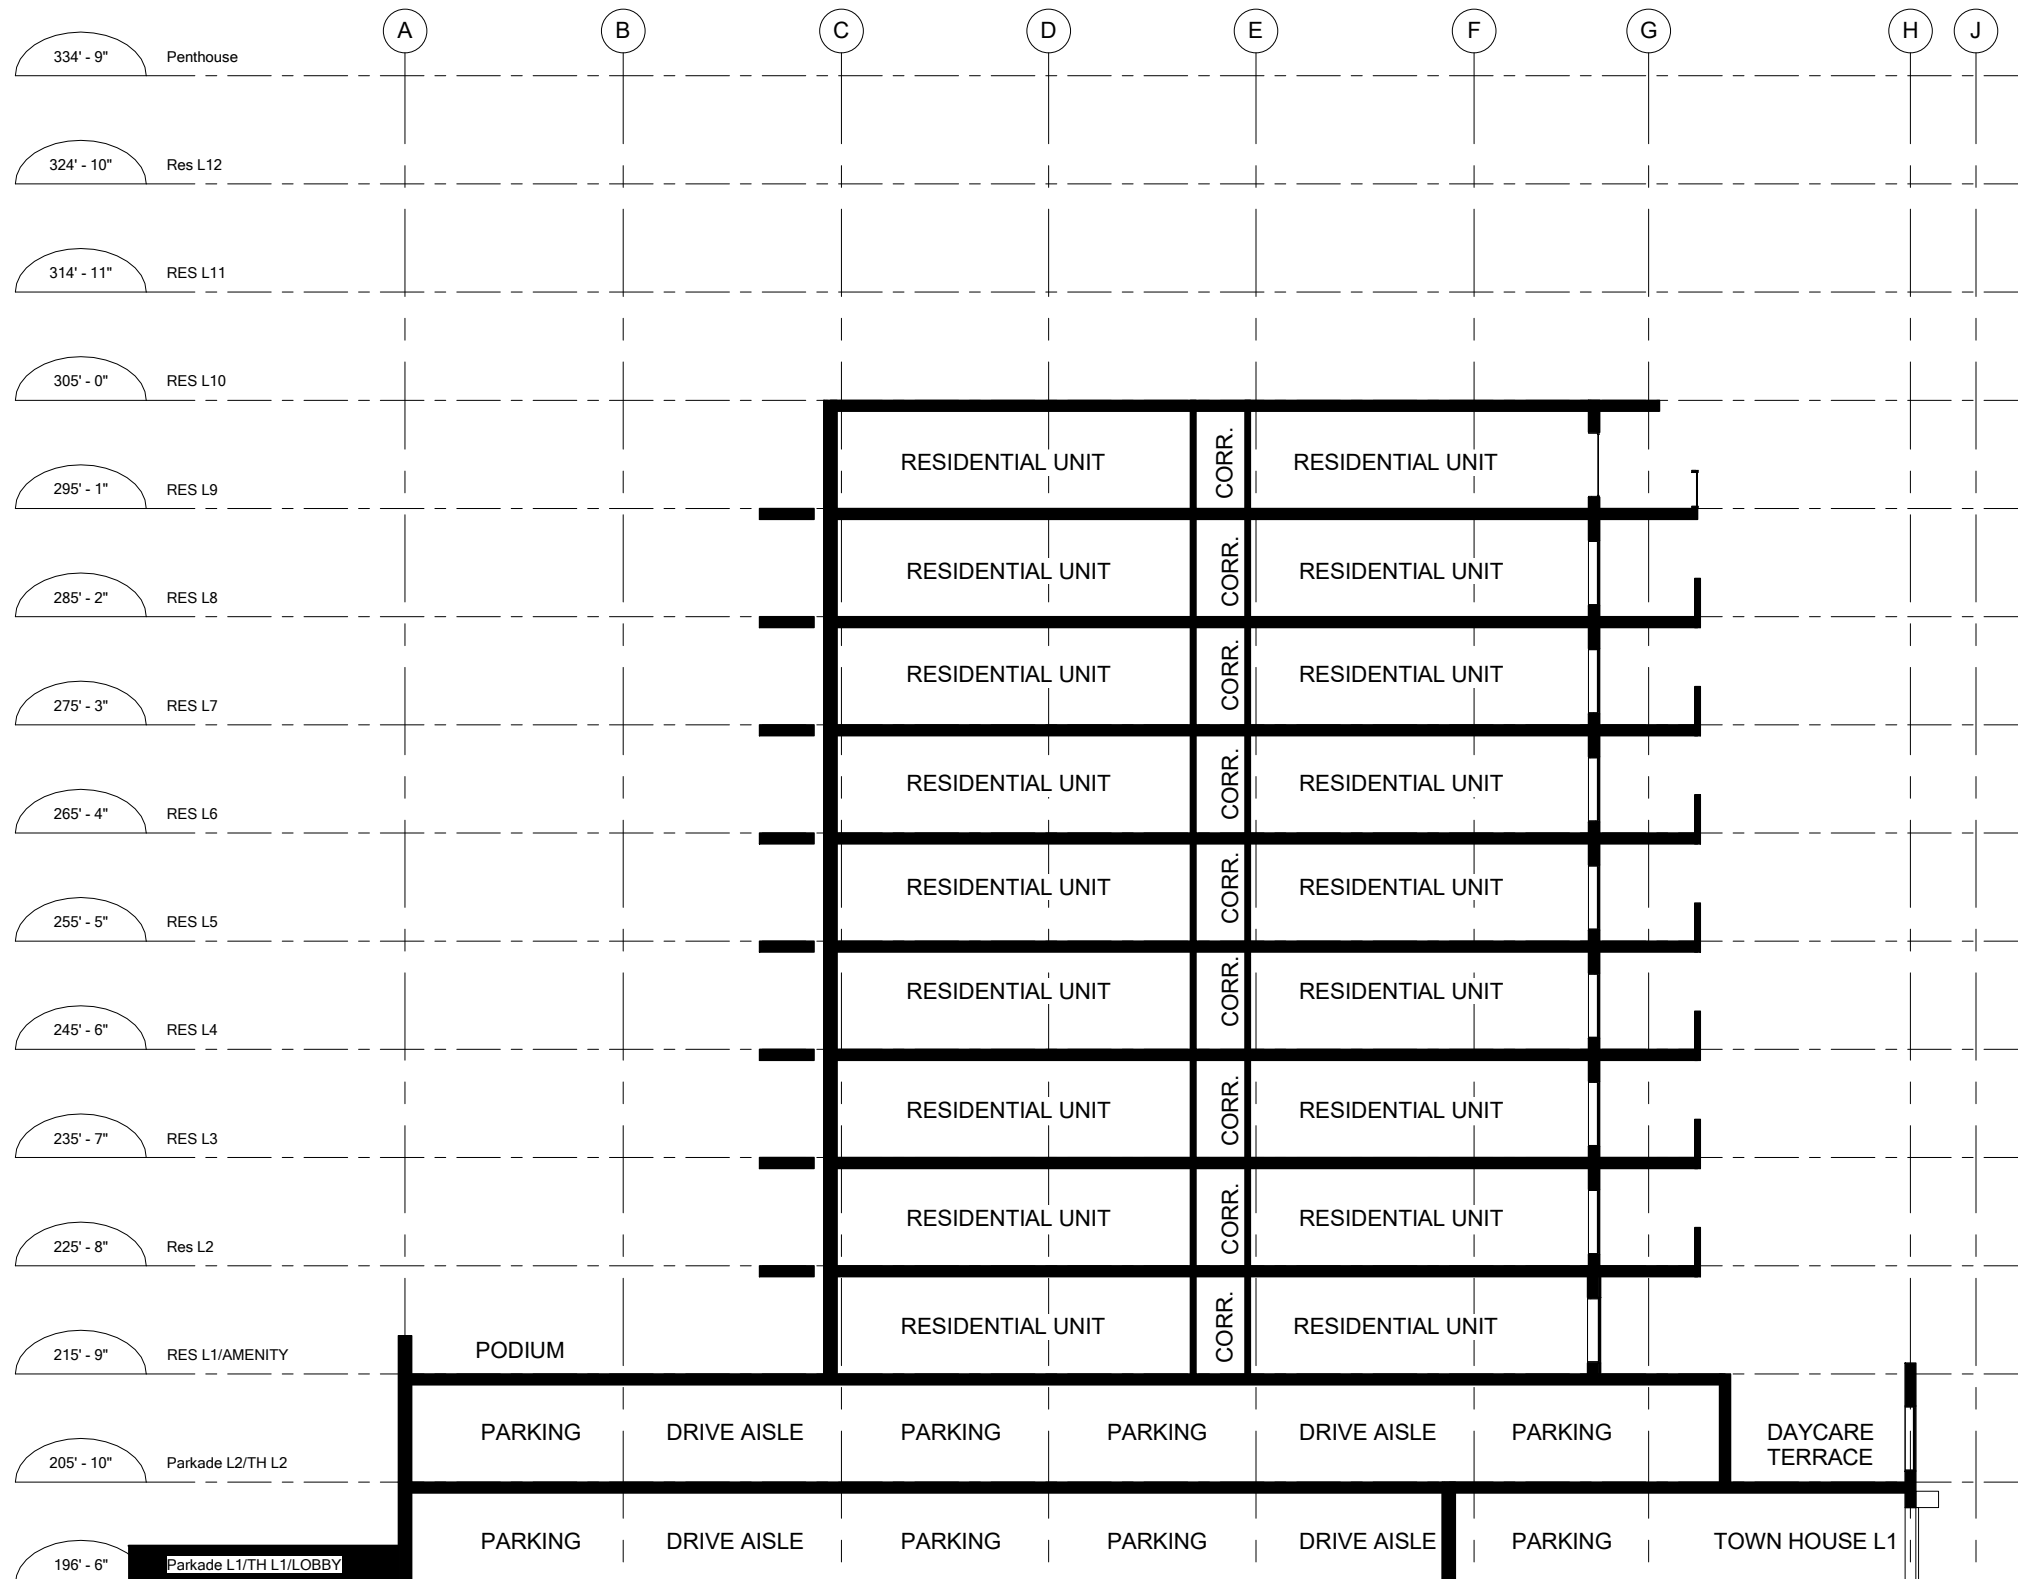 A B C D E F G H J
334' - 9" Penthouse
324' - 10" Res L12
314' - 11" RES L11
305' - 0" RES L10
RESIDENTIAL UNIT CORR. RESIDENTIAL UNIT
295' - 1" RES L9
RESIDENTIAL UNIT CORR. RESIDENTIAL UNIT
285' - 2" RES L8
RESIDENTIAL UNIT CORR. RESIDENTIAL UNIT
275' - 3" RES L7
RESIDENTIAL UNIT CORR. RESIDENTIAL UNIT
265' - 4" RES L6
RESIDENTIAL UNIT CORR. RESIDENTIAL UNIT
255' - 5" RES L5
RESIDENTIAL UNIT CORR. RESIDENTIAL UNIT
245' - 6" RES L4
RESIDENTIAL UNIT CORR. RESIDENTIAL UNIT
235' - 7" RES L3
RESIDENTIAL UNIT CORR. RESIDENTIAL UNIT
225' - 8" Res L2
RESIDENTIAL UNIT CORR. RESIDENTIAL UNIT
PODIUM
215' - 9" RES L1/AMENITY
PARKING DRIVE AISLE PARKING PARKING DRIVE AISLE PARKING DAYCARE
TERRACE
205' - 10" Parkade L2/TH L2
PARKING DRIVE AISLE PARKING PARKING DRIVE AISLE PARKING TOWN HOUSE L1
196' - 6" Parkade L1/TH L1/LOBBY